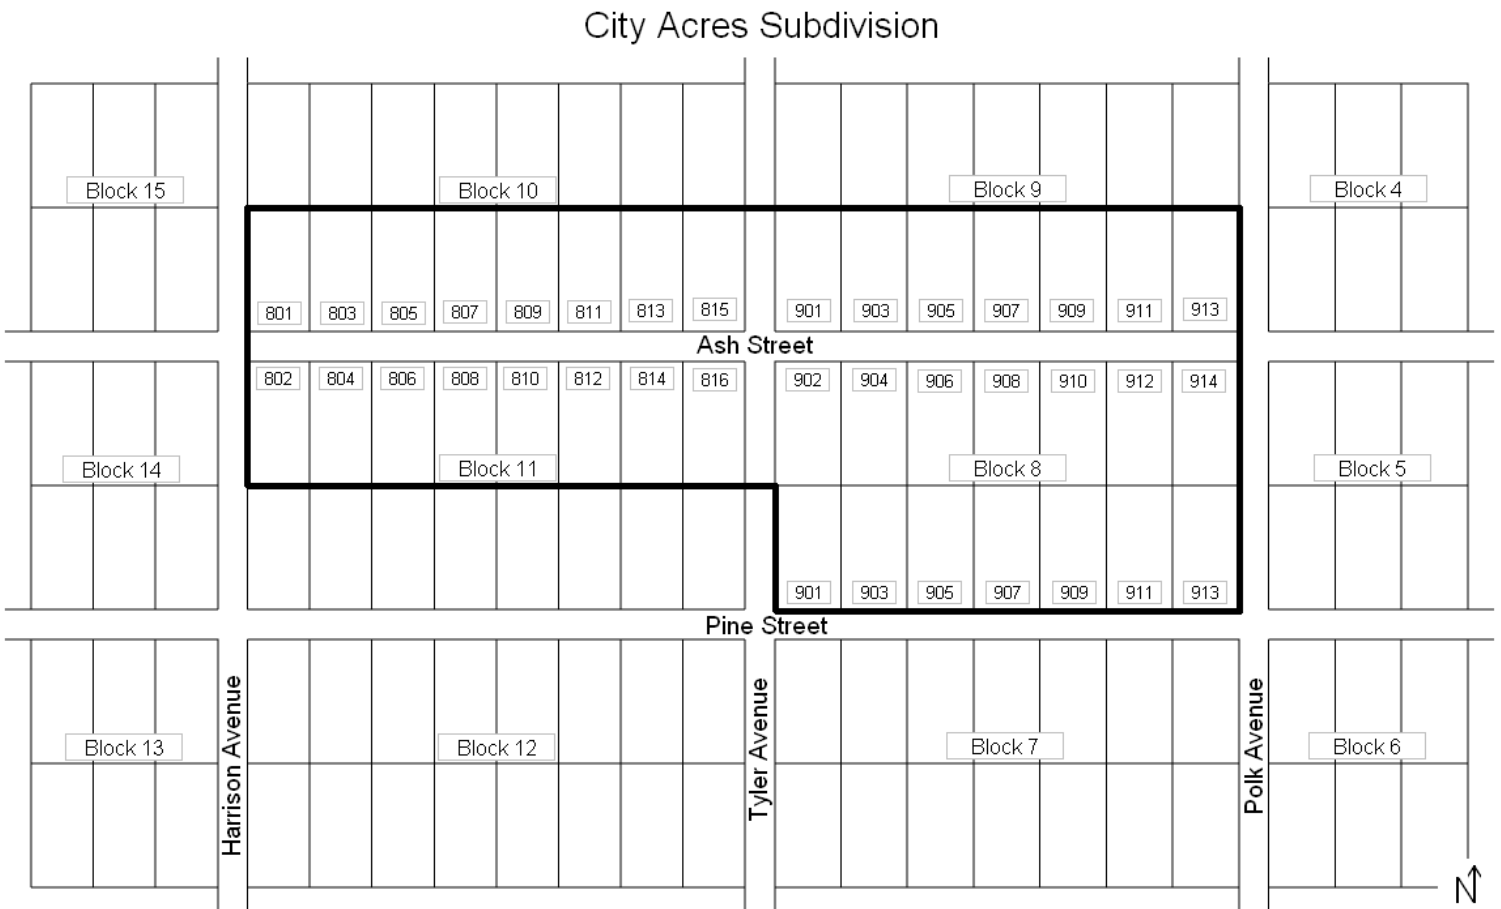 City Acres Subdivision
Block 15
Block 10
Block 9
Block 4
801 803 805 807 809 811 813 815 901 903 905 907 909 911 913
Ash Street
802 804 806 808 810 812 814 816 902 904 906 908 910 912 914
Block 14
Block 11
Block 8
Block 5
901 903 905 907 909 911 913
Pine Street
Harrison Avenue
Tyler Avenue
Polk Avenue
Block 13
Block 12
Block 7
Block 6
N